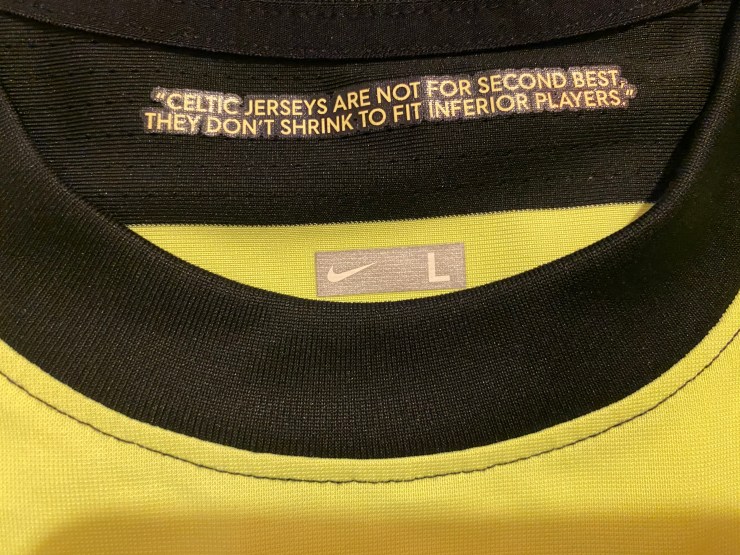 "CELTIC JERSEYS ARE NOT FOR SECOND BEST,
THEY DON'T SHRINK TO FIT INFERIOR PLAYERS."
L